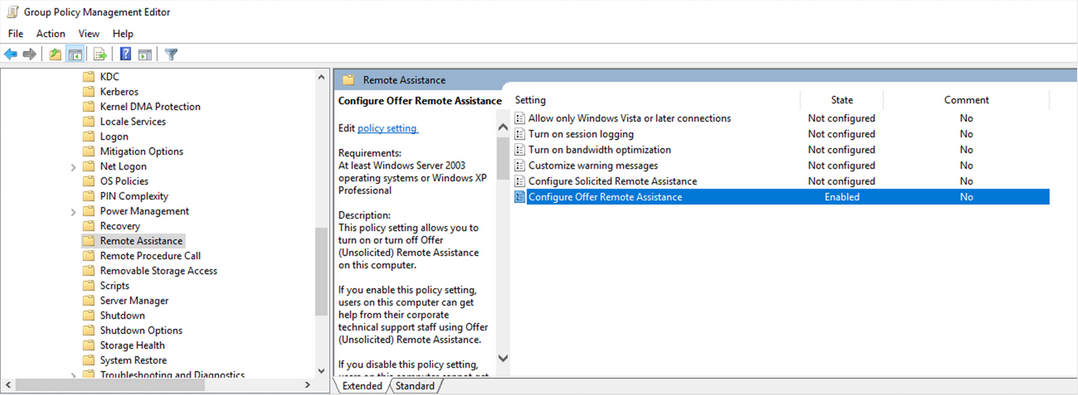 Group Policy Management Editor
File Action View Help
KDC
Kerberos
Kernel DMA Protection
Locale Services
Logon
Mitigation Options
Net Logon
OS Policies
PIN Complexity
Power Management
Recovery
Remote Assistance
Remote Procedure Call
Removable Storage Access
Scripts
Server Manager
Shutdown
Shutdown Options
Storage Health
System Restore
Troubleshooting and Diagnostics
Remote Assistance
Configure Offer Remote Assistance
Edit policy setting
Requirements:
At least Windows Server 2003
operating systems or Windows XP
Professional
Description:
This policy setting allows you to
turn on or turn off Offer
(Unsolicited) Remote Assistance
on this computer.
If you enable this policy setting,
users on this computer can get
help from their corporate
technical support staff using Offer
(Unsolicited) Remote Assistance.
If you disable this policy setting,
Setting State Comment
Allow only Windows Vista or later connections Not configured No
Turn on session logging Not configured No
Turn on bandwidth optimization Not configured No
Customize warning messages Not configured No
Configure Solicited Remote Assistance Not configured No
Configure Offer Remote Assistance Enabled No
Extended Standard